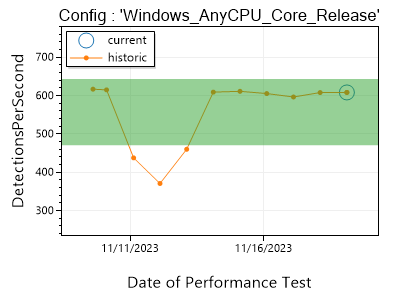 Config : 'Windows_AnyCPU_Core_Release'
current
historic
DetectionsPerSecond
700
600
500
400
300
11/11/2023
11/16/2023
Date of Performance Test